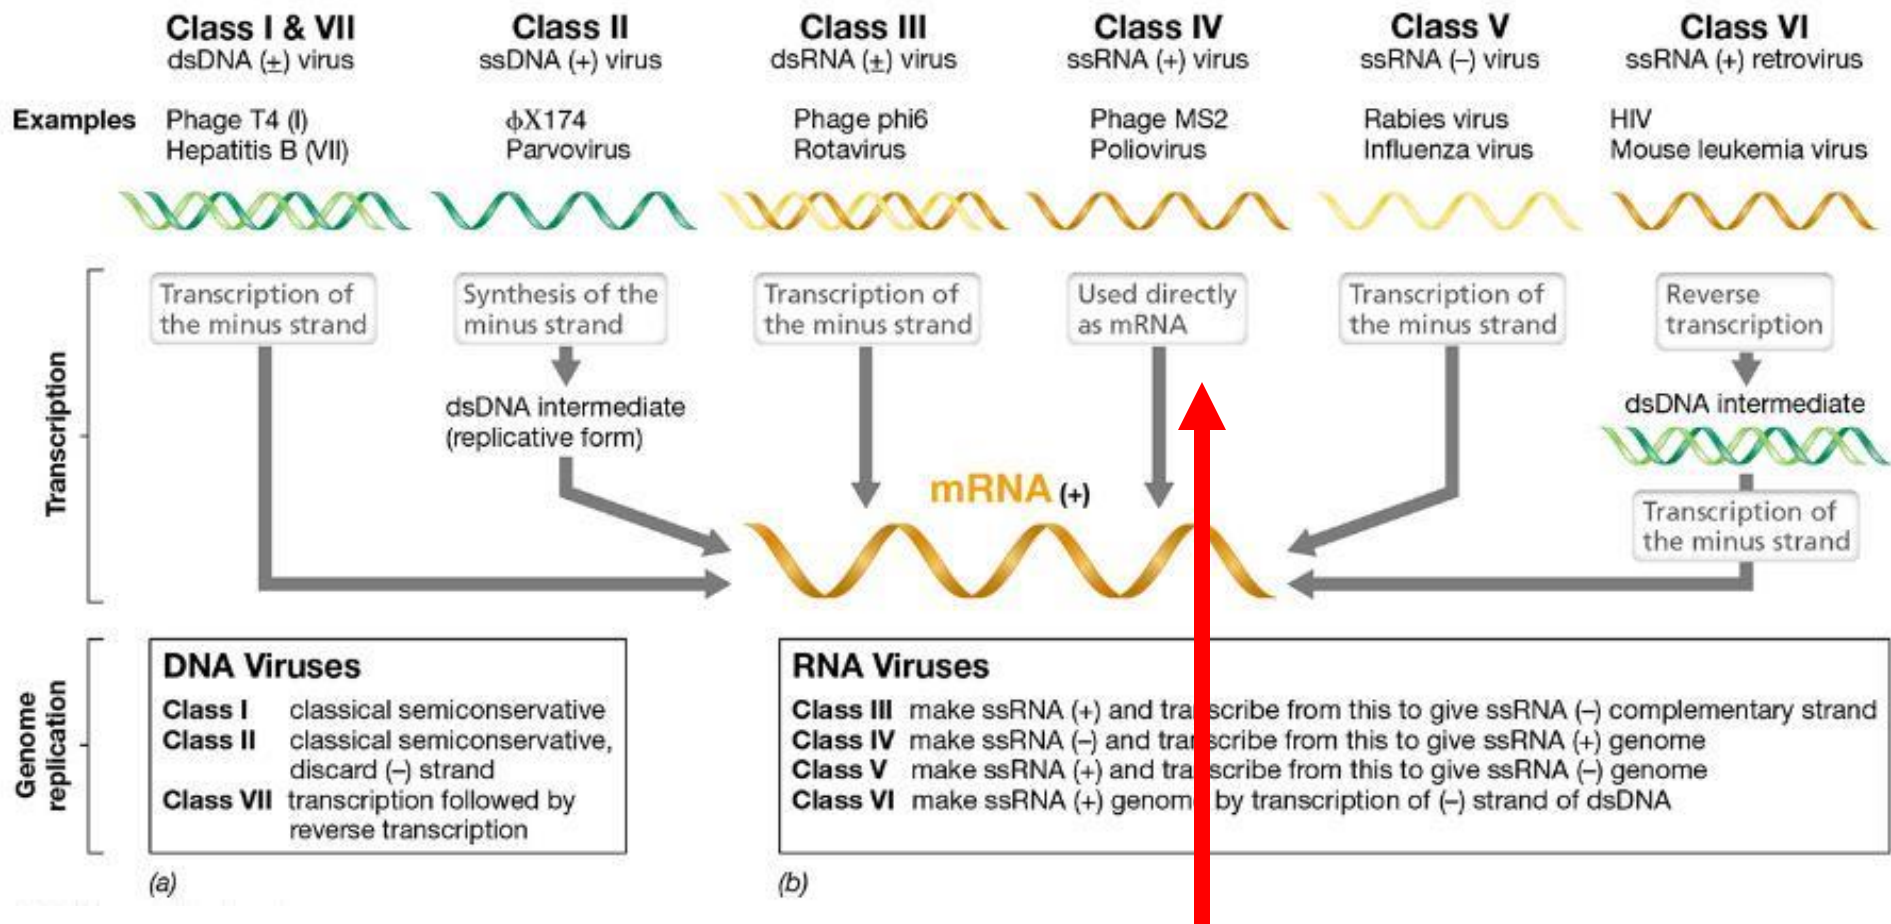 Class I & VII
dsDNA (±) virus
Class II
ssDNA (+) virus
Class III
dsRNA (±) virus
Class IV
ssRNA (+) virus
Class V
ssRNA (–) virus
Class VI
ssRNA (+) retrovirus
Examples
Phage T4 (I)
Hepatitis B (VII)
ϕX174
Parvovirus
Phage phi6
Rotavirus
Phage MS2
Poliovirus
Rabies virus
Influenza virus
HIV
Mouse leukemia virus
Transcription
Transcription of
the minus strand
Synthesis of the
minus strand
dsDNA intermediate
(replicative form)
Transcription of
the minus strand
Used directly
as mRNA
Transcription of
the minus strand
Reverse
transcription
dsDNA intermediate
Transcription of
the minus strand
mRNA (+)
Genome
replication
DNA Viruses
Class I classical semiconservative
Class II classical semiconservative,
discard (–) strand
Class VII transcription followed by
reverse transcription
(a)
RNA Viruses
Class III make ssRNA (+) and transcribe from this to give ssRNA (–) complementary strand
Class IV make ssRNA (–) and transcribe from this to give ssRNA (+) genome
Class V make ssRNA (+) and transcribe from this to give ssRNA (–) genome
Class VI make ssRNA (+) genome by transcription of (–) strand of dsDNA
(b)